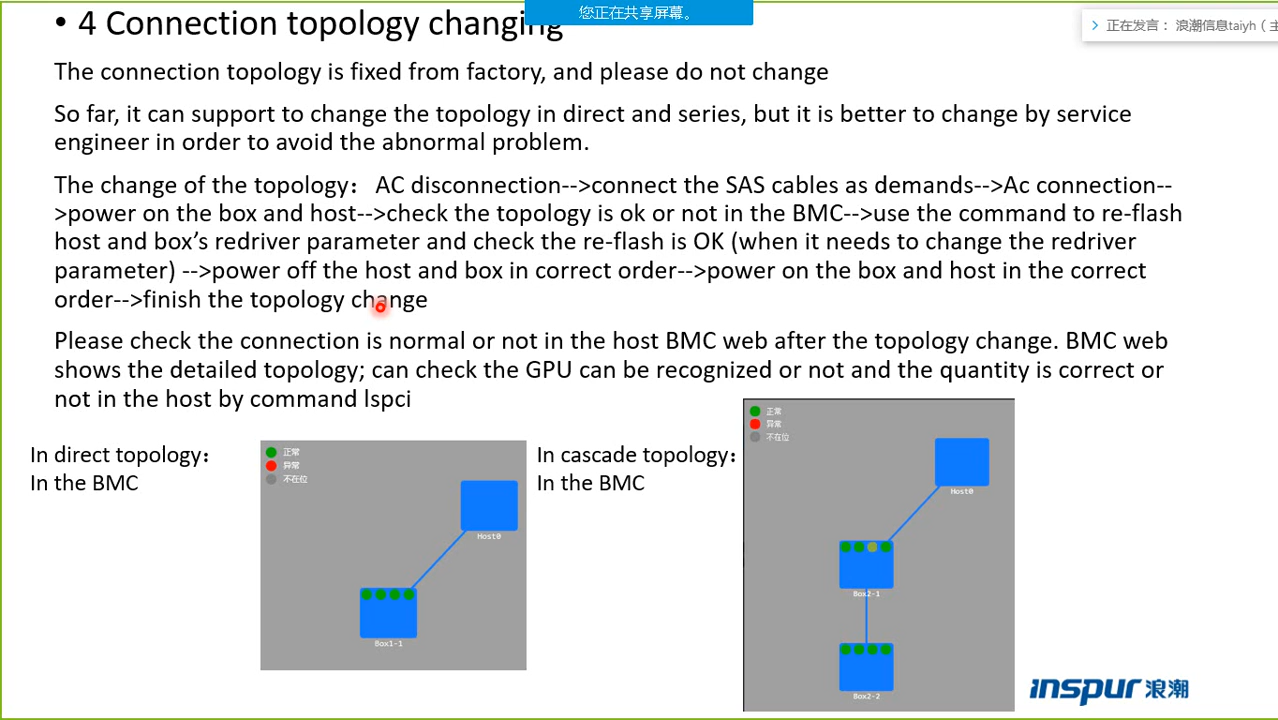 您正在共享屏幕。
正在发言： 浪潮信息taiyh（主
• 4 Connection topology changing
The connection topology is fixed from factory, and please do not change
So far, it can support to change the topology in direct and series, but it is better to change by service
engineer in order to avoid the abnormal problem.
The change of the topology： AC disconnection-->connect the SAS cables as demands-->Ac connection--
>power on the box and host-->check the topology is ok or not in the BMC-->use the command to re-flash
host and box’s redriver parameter and check the re-flash is OK (when it needs to change the redriver
parameter) -->power off the host and box in correct order-->power on the box and host in the correct
order-->finish the topology change
Please check the connection is normal or not in the host BMC web after the topology change. BMC web
shows the detailed topology; can check the GPU can be recognized or not and the quantity is correct or
not in the host by command lspci
In direct topology：
In the BMC
正常
异常
不在位
Host0
Box1-1
In cascade topology：
In the BMC
正常
异常
不在位
Host0
Box2-1
Box2-2
inspur 浪潮